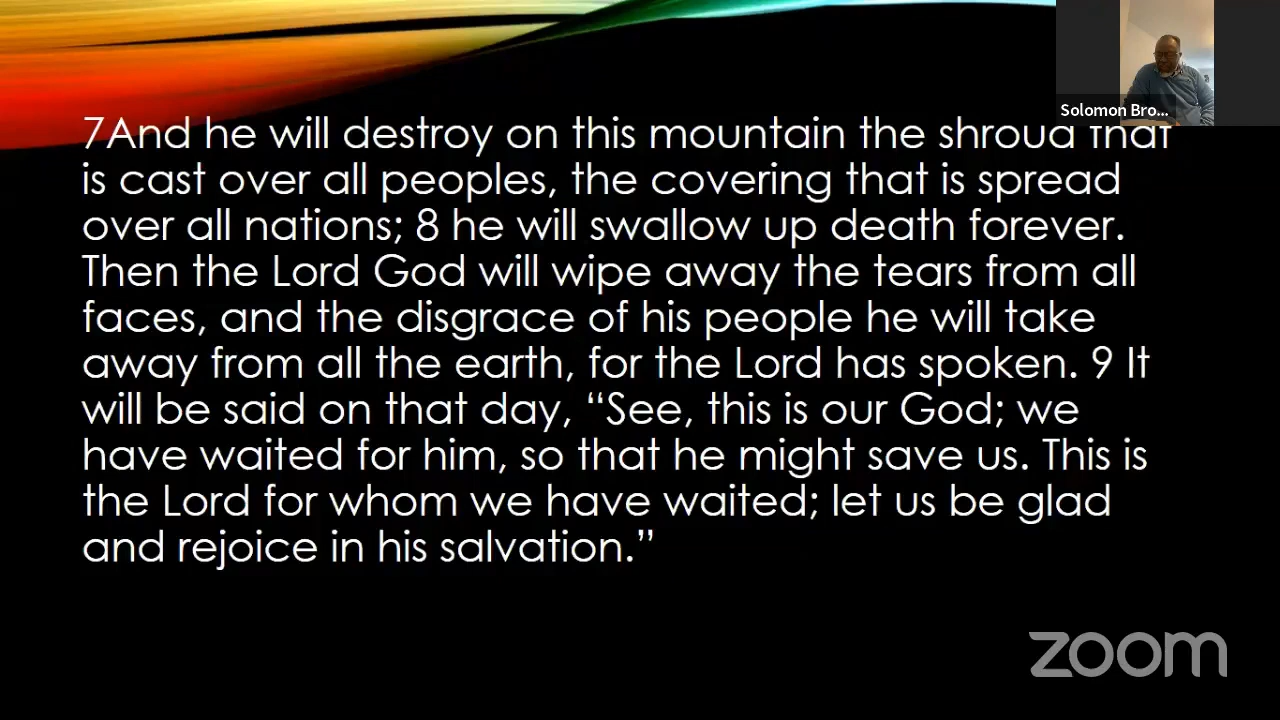 Solomon Bro...
7And he will destroy on this mountain the shroud that
is cast over all peoples, the covering that is spread
over all nations; 8 he will swallow up death forever.
Then the Lord God will wipe away the tears from all
faces, and the disgrace of his people he will take
away from all the earth, for the Lord has spoken. 9 It
will be said on that day, “See, this is our God; we
have waited for him, so that he might save us. This is
the Lord for whom we have waited; let us be glad
and rejoice in his salvation.”
zoom